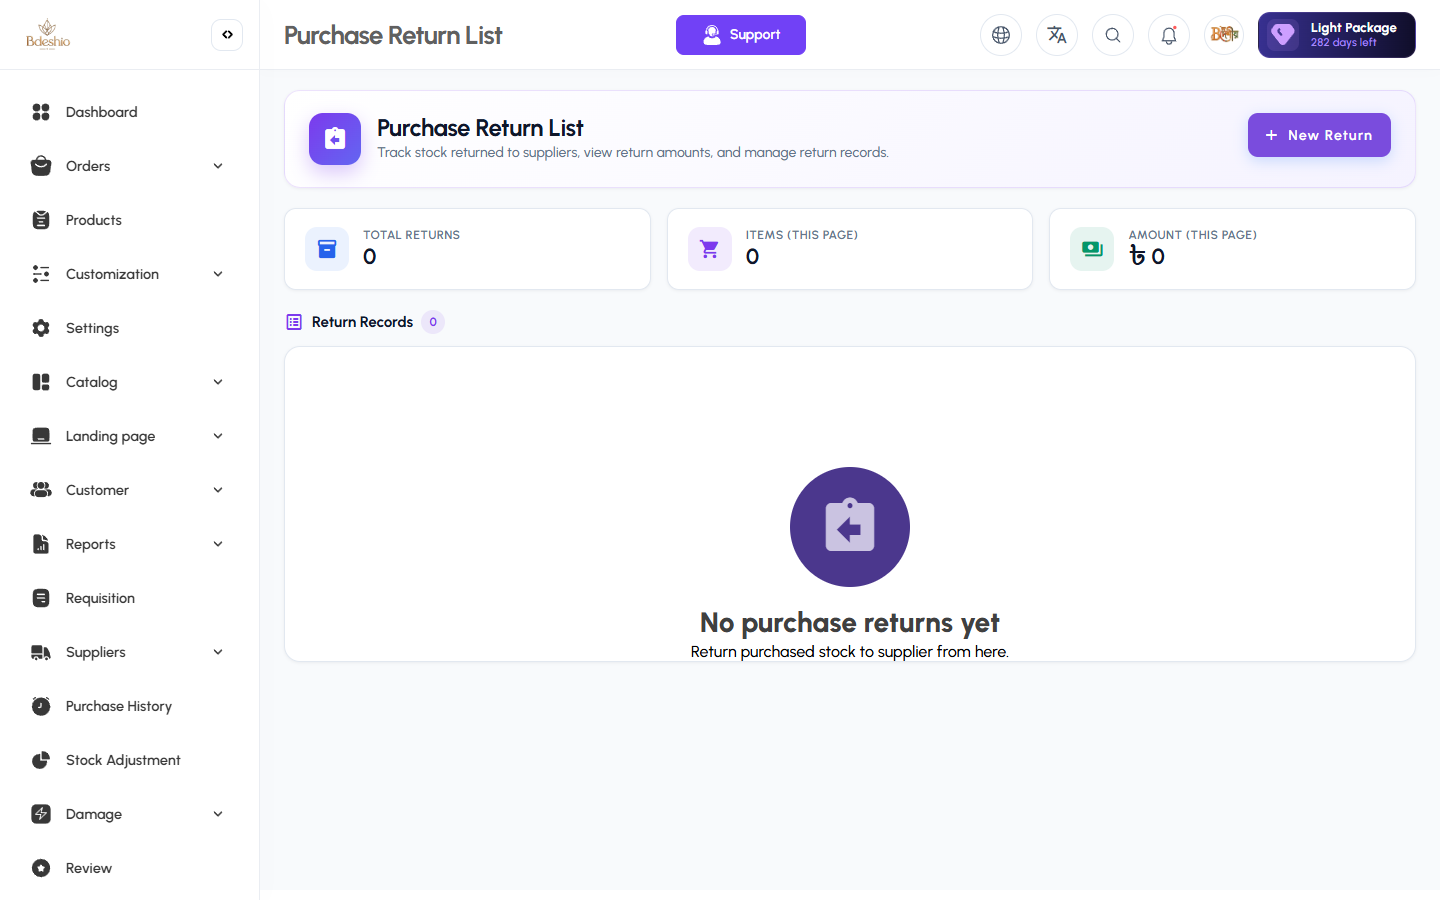 Bdeshio
Dashboard
Orders
Products
Customization
Settings
Catalog
Landing page
Customer
Reports
Requisition
Suppliers
Purchase History
Stock Adjustment
Damage
Review
Purchase Return List
Support
Light Package
282 days left
Purchase Return List
Track stock returned to suppliers, view return amounts, and manage return records.
+ New Return
TOTAL RETURNS
0
ITEMS (THIS PAGE)
0
AMOUNT (THIS PAGE)
৳ 0
Return Records 0
No purchase returns yet
Return purchased stock to supplier from here.